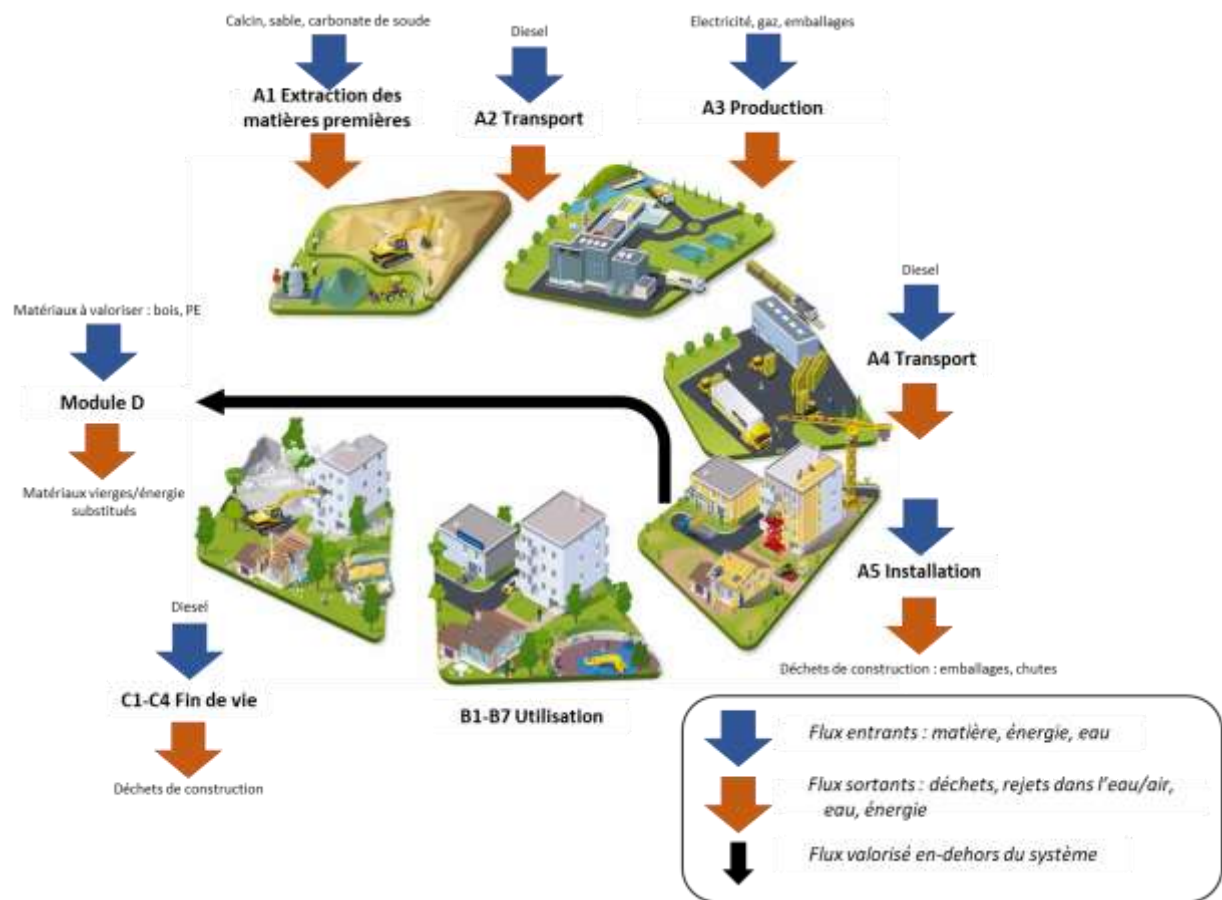 Calcin, sable, carbonate de soude
Diesel
Electricité, gaz, emballages
A1 Extraction des
matières premières
A2 Transport
A3 Production
Diesel
Matériaux à valoriser : bois, PE
A4 Transport
Module D
Matériaux vierges/énergie
substitués
A5 Installation
Diesel
Déchets de construction : emballages, chutes
C1-C4 Fin de vie
B1-B7 Utilisation
Flux entrants : matière, énergie, eau
Déchets de construction
Flux sortants : déchets, rejets dans l'eau/air,
eau, énergie
Flux valorisé en-dehors du système